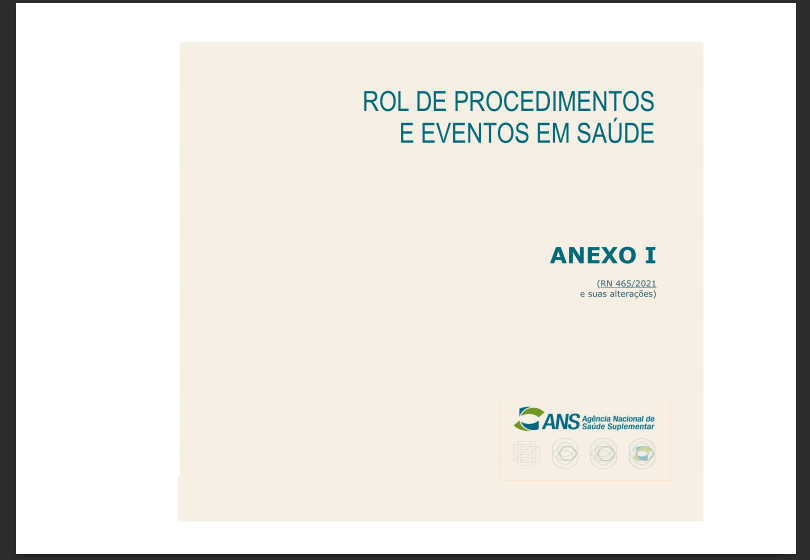 ROL DE PROCEDIMENTOS
E EVENTOS EM SAÚDE
ANEXO I
(RN 465/2021
e suas alterações)
ANS Agência Nacional de
Saúde Suplementar